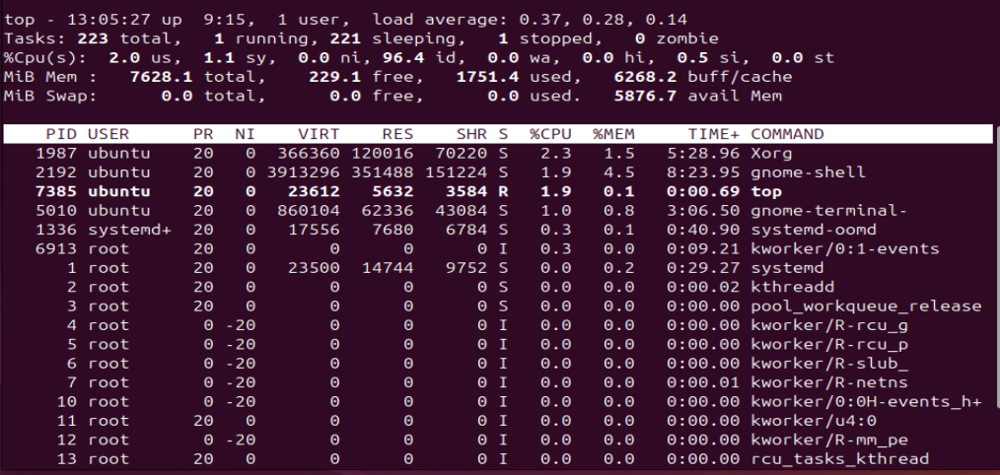 top - 13:05:27 up  9:15,  1 user,  load average: 0.37, 0.28, 0.14
Tasks: 223 total,   1 running, 221 sleeping,   1 stopped,   0 zombie
%Cpu(s):  2.0 us,  1.1 sy,  0.0 ni, 96.4 id,  0.0 wa,  0.0 hi,  0.5 si,  0.0 st
MiB Mem :   7628.1 total,    229.1 free,   1751.4 used,   6268.2 buff/cache
MiB Swap:      0.0 total,      0.0 free,      0.0 used.   5876.7 avail Mem
    PID USER      PR  NI    VIRT    RES    SHR S  %CPU  %MEM     TIME+ COMMAND
   1987 ubuntu    20   0  366360 120016  70220 S   2.3   1.5   5:28.96 Xorg
   2192 ubuntu    20   0 3913296 351488 151224 S   1.9   4.5   8:23.95 gnome-shell
   7385 ubuntu    20   0   23612   5632   3584 R   1.9   0.1   0:00.69 top
   5010 ubuntu    20   0  860104  62336  43084 S   1.0   0.8   3:06.50 gnome-terminal-
   1336 systemd+  20   0   17556   7680   6784 S   0.3   0.1   0:40.90 systemd-oomd
   6913 root      20   0       0      0      0 I   0.3   0.0   0:09.21 kworker/0:1-events
      1 root      20   0   23500  14744   9752 S   0.0   0.2   0:29.27 systemd
      2 root      20   0       0      0      0 S   0.0   0.0   0:00.02 kthreadd
      3 root      20   0       0      0      0 S   0.0   0.0   0:00.00 pool_workqueue_release
      4 root       0 -20       0      0      0 I   0.0   0.0   0:00.00 kworker/R-rcu_g
      5 root       0 -20       0      0      0 I   0.0   0.0   0:00.00 kworker/R-rcu_p
      6 root       0 -20       0      0      0 I   0.0   0.0   0:00.00 kworker/R-slub_
      7 root       0 -20       0      0      0 I   0.0   0.0   0:00.01 kworker/R-netns
     10 root       0 -20       0      0      0 I   0.0   0.0   0:00.00 kworker/0:0H-events_h+
     11 root      20   0       0      0      0 I   0.0   0.0   0:00.00 kworker/u4:0
     12 root       0 -20       0      0      0 I   0.0   0.0   0:00.00 kworker/R-mm_pe
     13 root      20   0       0      0      0 I   0.0   0.0   0:00.00 rcu_tasks_kthread